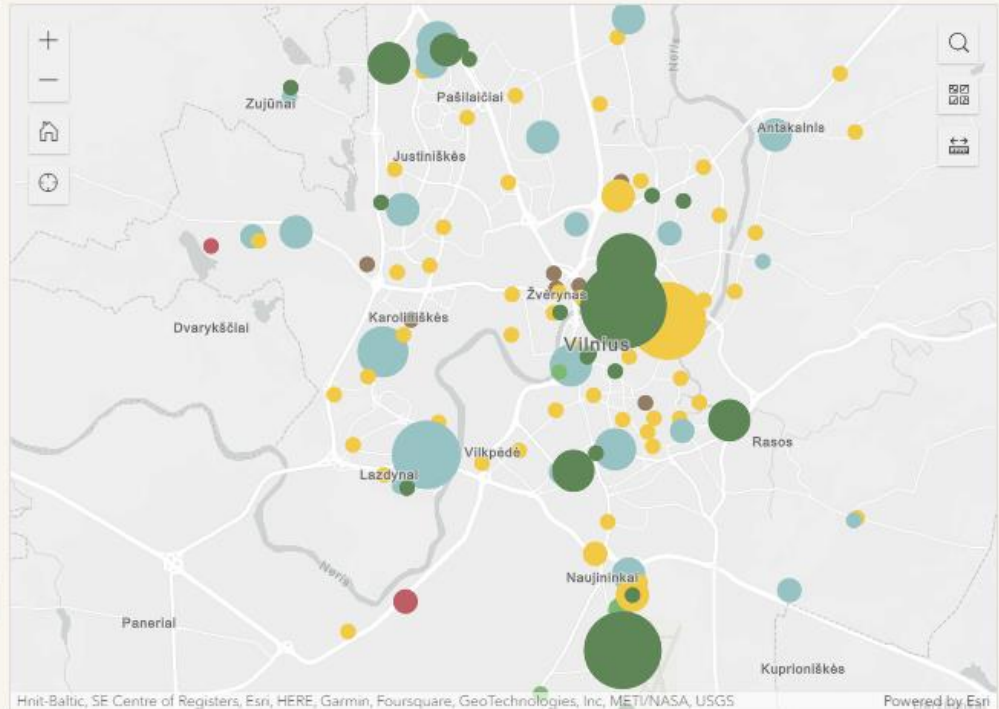 Neris
Zujūnai
Pašilaičiai
Antakalnis
Justiniškės
Žvėrynas
Karoliniškės
Dvarykščiai
Vilnius
Rasos
Vilkpėdė
Lazdynai
Neris
Naujininkai
Paneriai
Kuprioniškės
Hnit-Baltic, SE Centre of Registers, Esri, HERE, Garmin, Foursquare, GeoTechnologies, Inc, METI/NASA, USGS
Powered by Esri